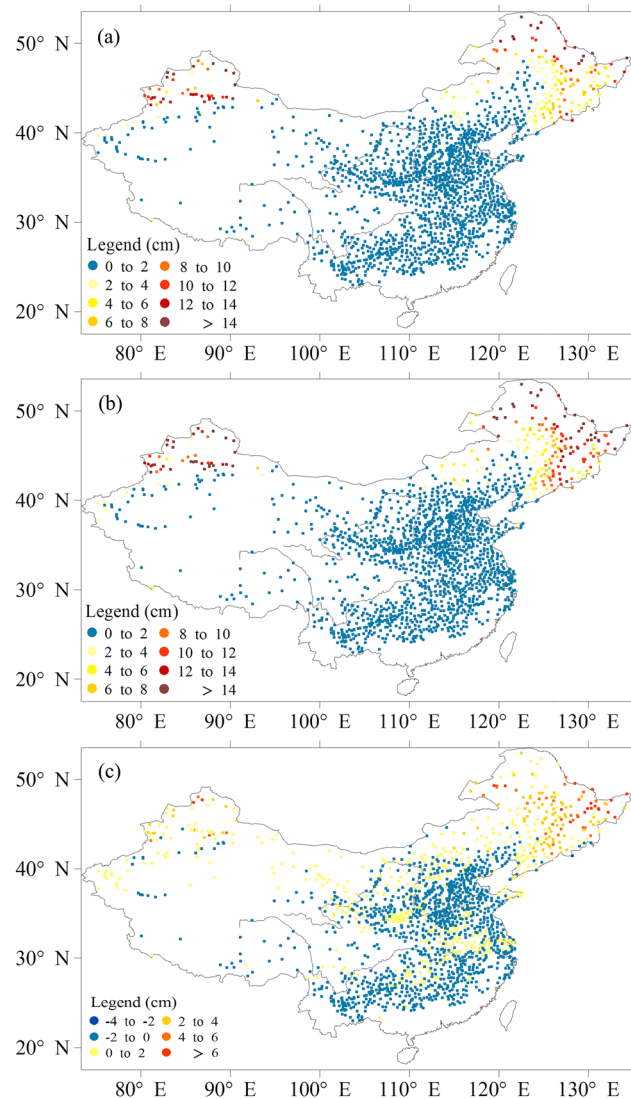 (a)
50° N
40° N
30° N
20° N
Legend (cm)
0 to 2 8 to 10
2 to 4 10 to 12
4 to 6 12 to 14
6 to 8 > 14
80° E 90° E 100° E 110° E 120° E 130° E
(b)
50° N
40° N
30° N
20° N
Legend (cm)
0 to 2 8 to 10
2 to 4 10 to 12
4 to 6 12 to 14
6 to 8 > 14
80° E 90° E 100° E 110° E 120° E 130° E
(c)
50° N
40° N
30° N
20° N
Legend (cm)
-4 to -2 2 to 4
-2 to 0 4 to 6
0 to 2 > 6
80° E 90° E 100° E 110° E 120° E 130° E